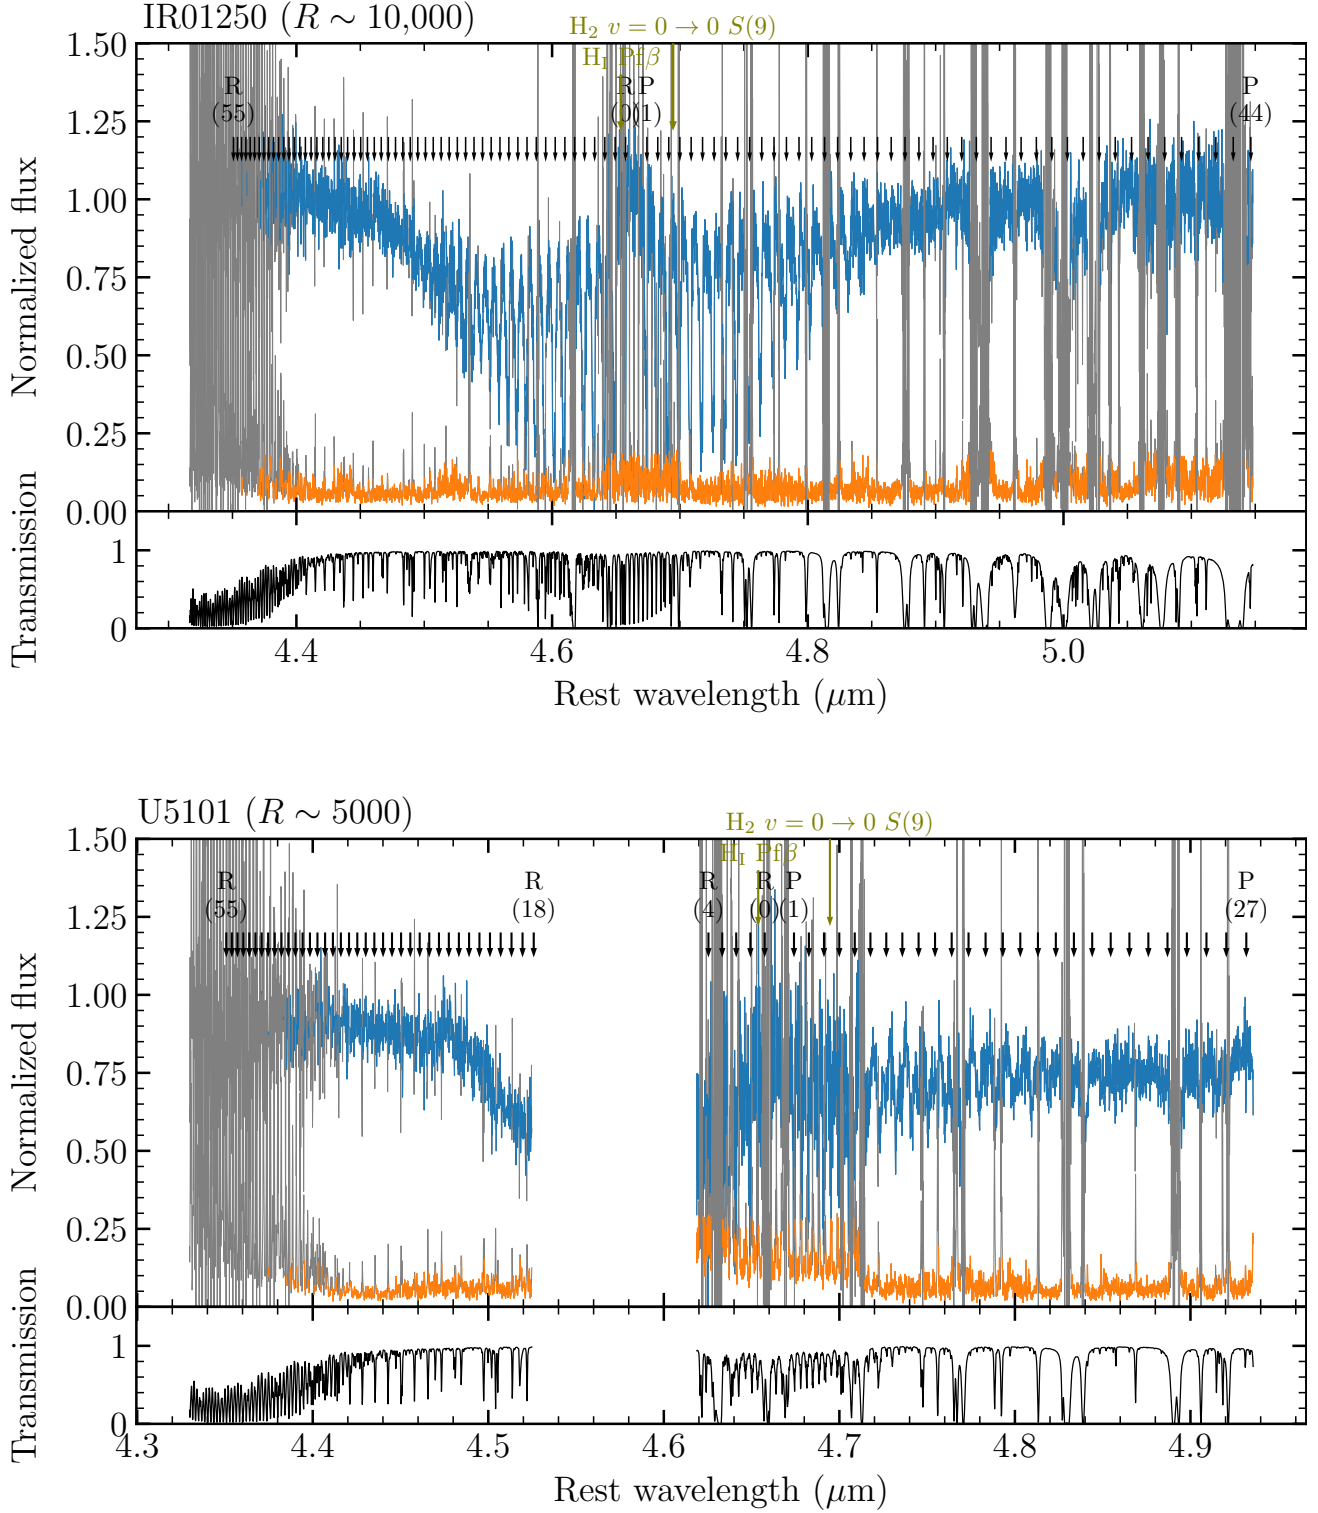 IR01250 (R ∼ 10,000)
H₂ v = 0 → 0 S(9)
H_I Pfβ
R R P P
(55) (0) (1) (44)
1.50
1.25
1.00
0.75
0.50
0.25
0.00
Normalized flux
1
0
Transmission
4.4 4.6 4.8 5.0
Rest wavelength (μm)
U5101 (R ∼ 5000)
H₂ v = 0 → 0 S(9)
H_I Pfβ
R R R R P P
(55) (18) (4) (0) (1) (27)
1.50
1.25
1.00
0.75
0.50
0.25
0.00
Normalized flux
1
0
Transmission
4.3 4.4 4.5 4.6 4.7 4.8 4.9
Rest wavelength (μm)